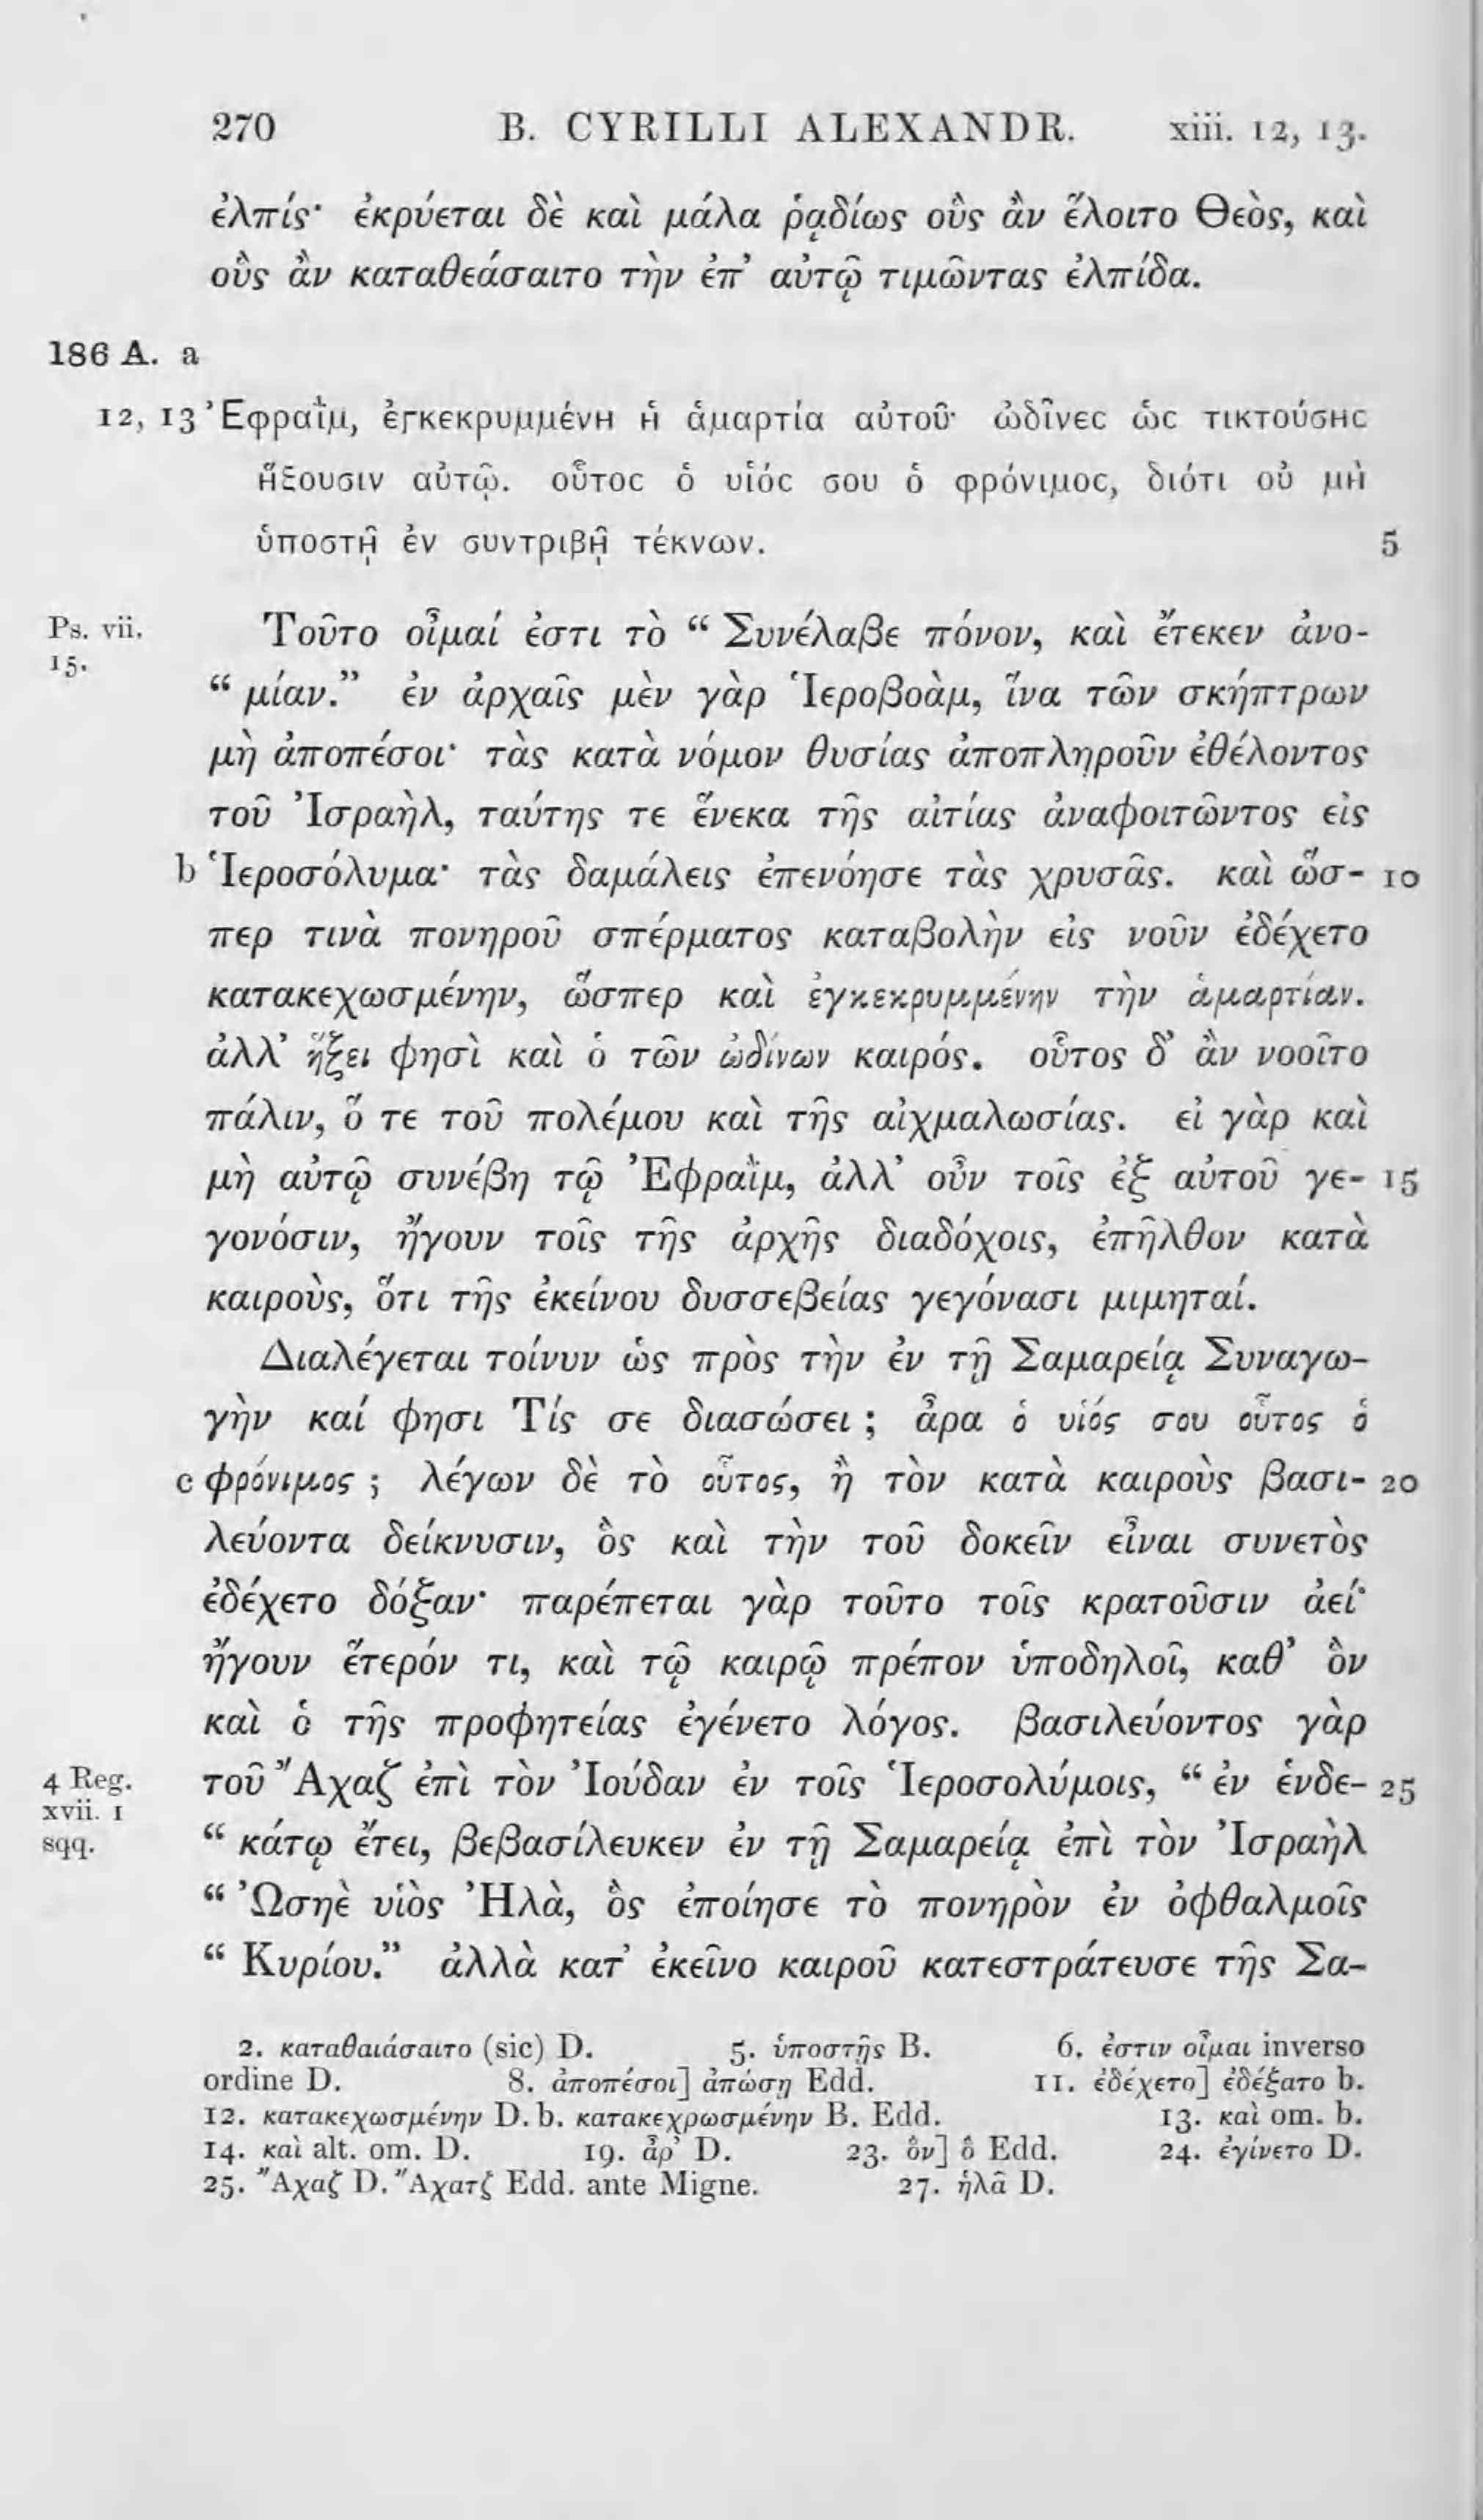 270 B. CYRILLI ALEXANDR. xiii. 12, 13.
ἐλπίς· ἐκρύεται δὲ καὶ μάλα ῥᾳδίως οὓς ἂν ἕλοιτο Θεὸς, καὶ
οὓς ἂν καταθεάσαιτο τὴν ἐπ’ αὐτῷ τιμῶντας ἐλπίδα.
186 A. a
12, 13 Ἐφραῒμ, ἐγκεκρυμμένη ἡ ἁμαρτία αὐτοῦ· ὠδῖνες ὡς τικτούσης
ἥξουσιν αὐτῷ. οὗτος ὁ υἱός σου ὁ φρόνιμος, διότι οὐ μὴ
ὑποστῇ ἐν συντριβῇ τέκνων. 5
Ps. vii. Τοῦτο οἶμαί ἐστι τὸ “ Συνέλαβε πόνον, καὶ ἔτεκεν ἀνο-
15. “ μίαν.” ἐν ἀρχαῖς μὲν γὰρ Ἱεροβοὰμ, ἵνα τῶν σκήπτρων
μὴ ἀποπέσοι· τὰς κατὰ νόμον θυσίας ἀποπληροῦν ἐθέλοντος
τοῦ Ἰσραὴλ, ταύτης τε ἕνεκα τῆς αἰτίας ἀναφοιτῶντος εἰς
b Ἱεροσόλυμα· τὰς δαμάλεις ἐπενόησε τὰς χρυσᾶς. καὶ ὥσ- 10
περ τινὰ πονηροῦ σπέρματος καταβολὴν εἰς νοῦν ἐδέχετο
κατακεχωσμένην, ὥσπερ καὶ ἐγκεκρυμμένην τὴν ἁμαρτίαν.
ἀλλ’ ἥξει φησὶ καὶ ὁ τῶν ὠδίνων καιρός. οὗτος δ’ ἂν νοοῖτο
πάλιν, ὅ τε τοῦ πολέμου καὶ τῆς αἰχμαλωσίας. εἰ γὰρ καὶ
μὴ αὐτῷ συνέβη τῷ Ἐφραῒμ, ἀλλ’ οὖν τοῖς ἐξ αὐτοῦ γε- 15
γονόσιν, ἤγουν τοῖς τῆς ἀρχῆς διαδόχοις, ἐπῆλθον κατὰ
καιροὺς, ὅτι τῆς ἐκείνου δυσσεβείας γεγόνασι μιμηταί.
Διαλέγεται τοίνυν ὡς πρὸς τὴν ἐν τῇ Σαμαρείᾳ Συναγω-
γὴν καί φησι Τίς σε διασώσει ; ἆρα ὁ υἱός σου οὗτος ὁ
c φρόνιμος ; λέγων δὲ τὸ οὗτος, ἢ τὸν κατὰ καιροὺς βασι- 20
λεύοντα δείκνυσιν, ὃς καὶ τὴν τοῦ δοκεῖν εἶναι συνετὸς
ἐδέχετο δόξαν· παρέπεται γὰρ τοῦτο τοῖς κρατοῦσιν ἀεί·
ἤγουν ἕτερόν τι, καὶ τῷ καιρῷ πρέπον ὑποδηλοῖ, καθ’ ὃν
καὶ ὁ τῆς προφητείας ἐγένετο λόγος. βασιλεύοντος γὰρ
4 Reg. τοῦ Ἄχαζ ἐπὶ τὸν Ἰούδαν ἐν τοῖς Ἱεροσολύμοις, “ ἐν ἑνδε- 25
xvii. 1
sqq. “ κάτῳ ἔτει, βεβασίλευκεν ἐν τῇ Σαμαρείᾳ ἐπὶ τὸν Ἰσραὴλ
“ Ὠσηὲ υἱὸς Ἠλὰ, ὃς ἐποίησε τὸ πονηρὸν ἐν ὀφθαλμοῖς
“ Κυρίου.” ἀλλὰ κατ’ ἐκεῖνο καιροῦ κατεστράτευσε τῆς Σα-
2. καταθαιάσαιτο (sic) D. 5. ὑποστῇς B. 6. ἐστιν οἶμαι inverso
ordine D. 8. ἀποπέσοι] ἀπώσῃ Edd. 11. ἐδέχετο] ἐδέξατο b.
12. κατακεχωσμένην D. b. κατακεχρωσμένην B. Edd. 13. καὶ om. b.
14. καὶ alt. om. D. 19. ἆρ’ D. 23. ὃν] ὃ Edd. 24. ἐγίνετο D.
25. Ἄχαζ D. Ἄχατζ Edd. ante Migne. 27. ἡλᾶ D.